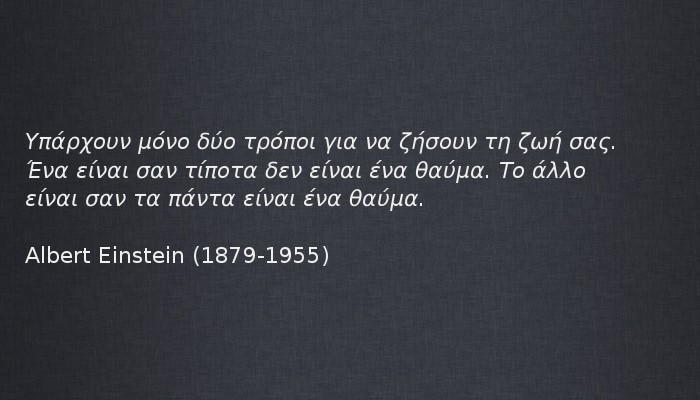 Υπάρχουν μόνο δύο τρόποι για να ζήσουν τη ζωή σας.
Ένα είναι σαν τίποτα δεν είναι ένα θαύμα. Το άλλο
είναι σαν τα πάντα είναι ένα θαύμα.
Albert Einstein (1879-1955)